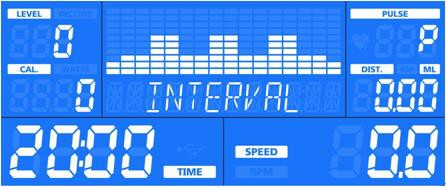 LEVEL INCLINE
0
PULSE
P
CAL. WATTS
0
INTERVAL
DIST. KM ML
0.00
20:00
TIME
SPEED
RPM
0.0